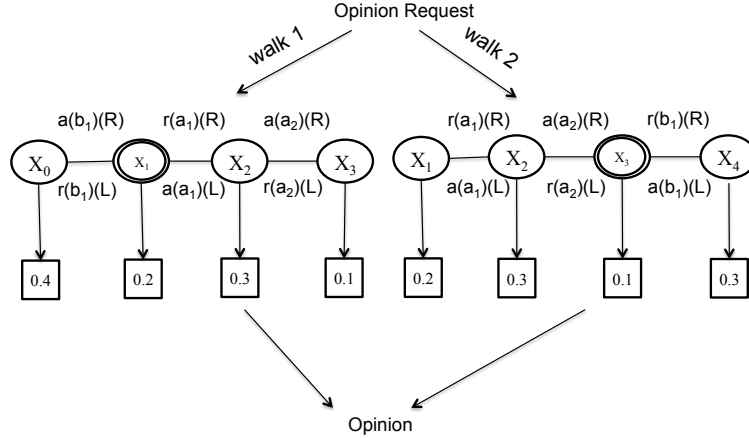 Opinion Request
walk 1
walk 2
a(b₁)(R) r(a₁)(R) a(a₂)(R)
X₀ X₁ X₂ X₃
r(b₁)(L) a(a₁)(L) r(a₂)(L)
0.4 0.2 0.3 0.1
r(a₁)(R) a(a₂)(R) r(b₁)(R)
X₁ X₂ X₃ X₄
a(a₁)(L) r(a₂)(L) a(b₁)(L)
0.2 0.3 0.1 0.3
Opinion